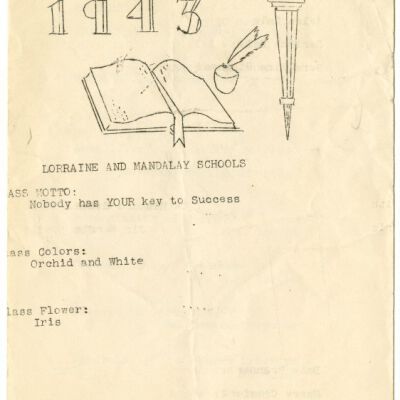 1943
LORRAINE AND MANDALAY SCHOOLS
ASS MOTTO:
Nobody has YOUR key to Success
ass Colors:
Orchid and White
lass Flower:
Iris